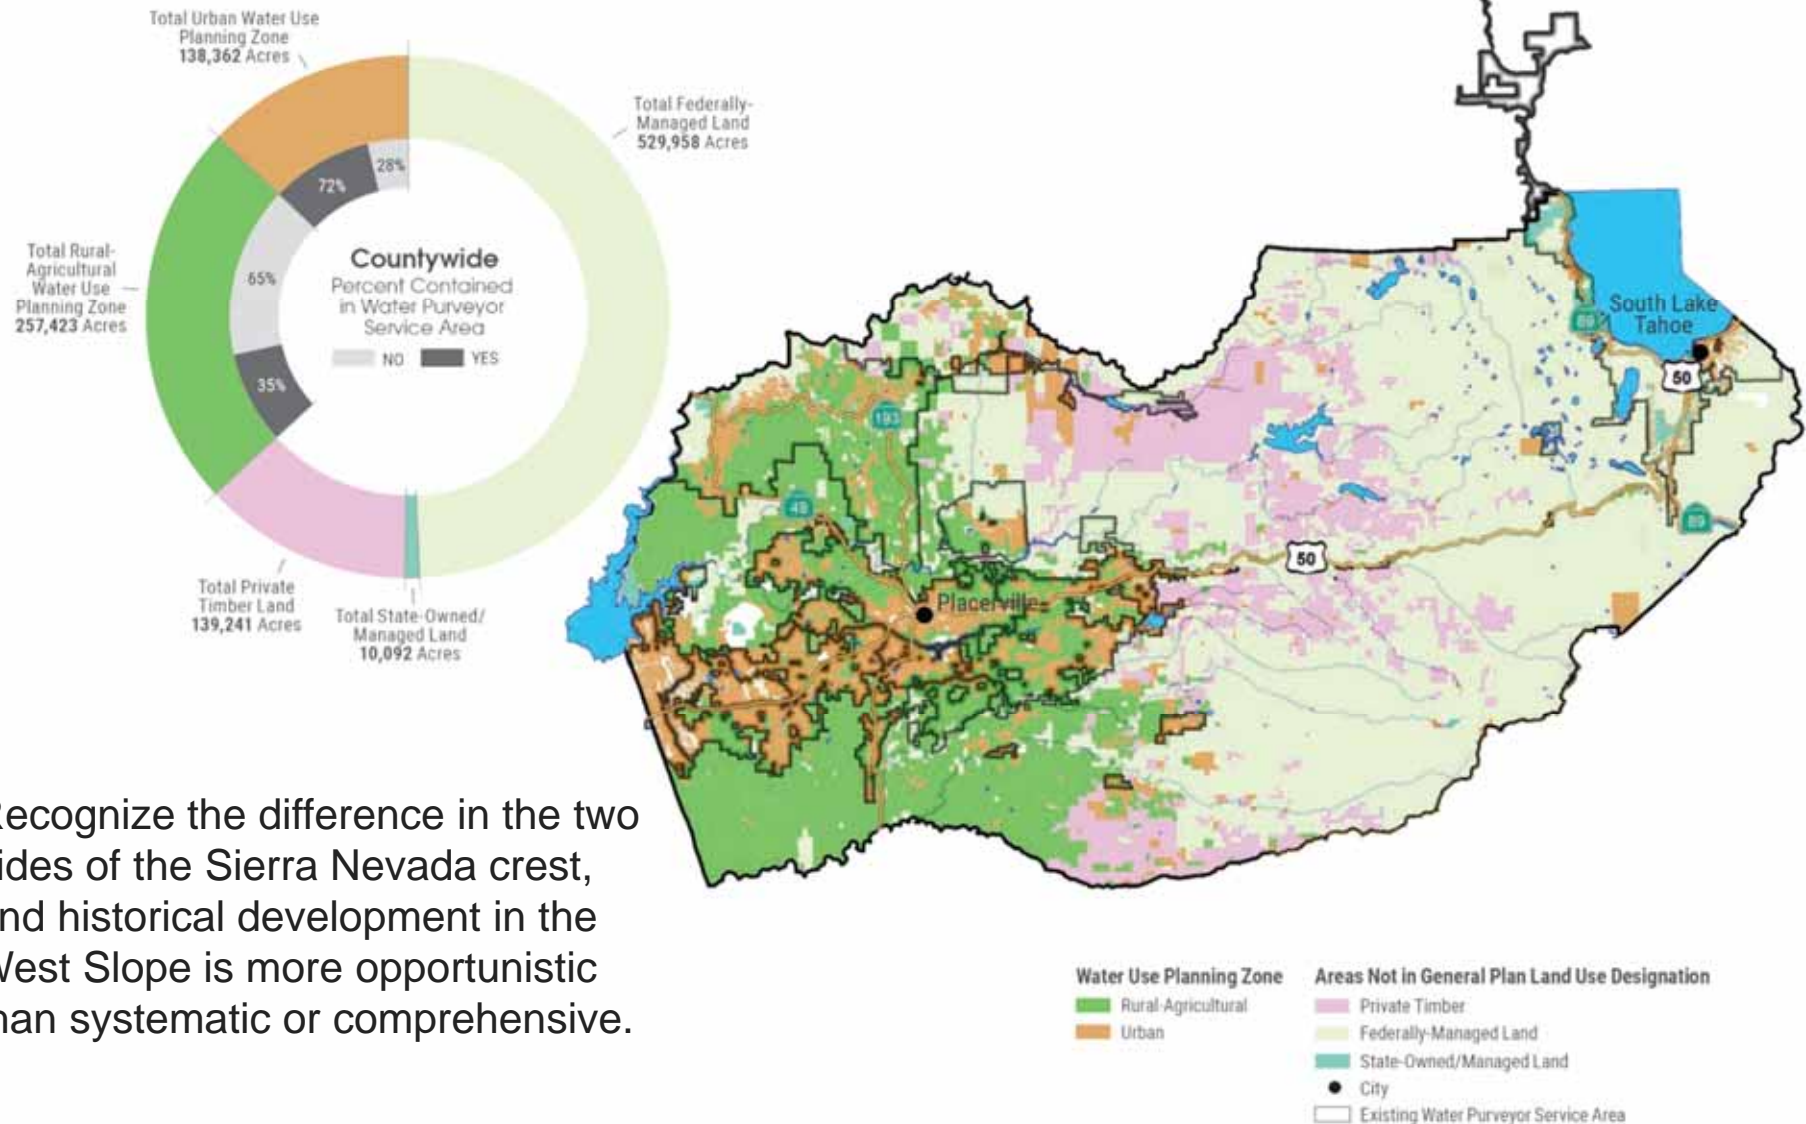 Total Urban Water Use
Planning Zone
138,362 Acres
Total Federally-
Managed Land
529,958 Acres
28%
72%
65%
35%
Total Rural-
Agricultural
Water Use
Planning Zone
257,423 Acres
Countywide
Percent Contained
in Water Purveyor
Service Area
NO
YES
Total Private
Timber Land
139,241 Acres
Total State-Owned/
Managed Land
10,092 Acres
South Lake
Tahoe
89
50
193
49
50
89
Placerville
ecognize the difference in the two
ides of the Sierra Nevada crest,
nd historical development in the
West Slope is more opportunistic
han systematic or comprehensive.
Water Use Planning Zone
Rural-Agricultural
Urban
Areas Not in General Plan Land Use Designation
Private Timber
Federally-Managed Land
State-Owned/Managed Land
City
Existing Water Purveyor Service Area